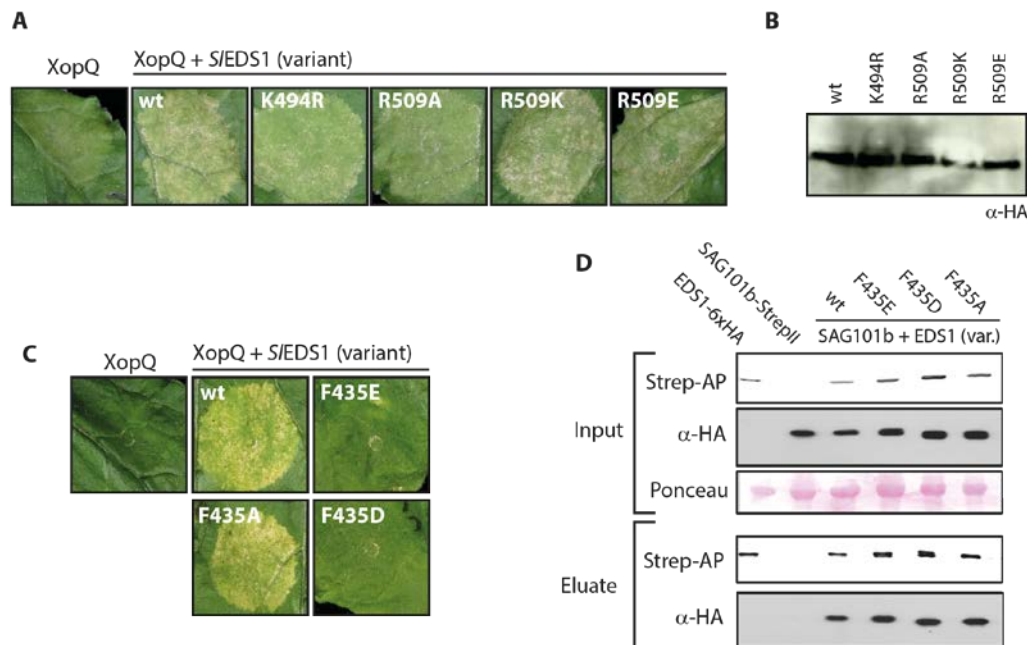 A
XopQ
XopQ + SlEDS1 (variant)
wt
K494R
R509A
R509K
R509E
B
wt
K494R
R509A
R509K
R509E
α-HA
C
XopQ
XopQ + SlEDS1 (variant)
wt
F435E
F435A
F435D
D
EDS1-6xHA
SAG101b-StrepII
wt
F435E
F435D
F435A
SAG101b + EDS1 (var.)
Input
Strep-AP
α-HA
Ponceau
Eluate
Strep-AP
α-HA